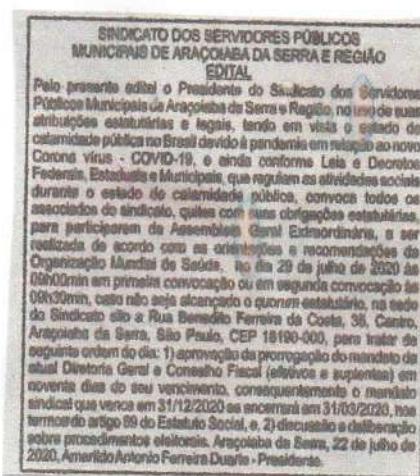 SINDICATO DOS SERVIDORES PÚBLICOS
MUNICIPAIS DE ARAÇOIABA DA SERRA E REGIÃO
EDITAL
Pelo presente edital o Presidente do Sindicato dos Servidores
Públicos Municipais de Araçoiaba da Serra e Região, no uso de suas
atribuições estatutárias e legais, tendo em vista o estado de
calamidade pública no Brasil devido à pandemia em relação ao novo
Corona vírus - COVID-19, e ainda conforme Leis e Decretos
Federais, Estaduais e Municipais, que regulam as atividades sociais
durante o estado de calamidade pública, convoca todos os
associados do sindicato, quites com suas obrigações estatutárias,
para participarem da Assembleia Geral Extraordinária, a ser
realizada de acordo com as orientações e recomendações da
Organização Mundial de Saúde, no dia 29 de julho de 2020 às
09h00min em primeira convocação ou em segunda convocação às
09h30min, caso não seja alcançado o quorum estatutário, na sede
do Sindicato sito a Rua Benedito Ferreira da Costa, 36, Centro,
Araçoiaba da Serra, São Paulo, CEP 18190-000, para tratar da
seguinte ordem do dia: 1) aprovação da prorrogação do mandato da
atual Diretoria Geral e Conselho Fiscal (efetivos e suplentes) em
noventa dias do seu vencimento, consequentemente o mandato
sindical que vence em 31/12/2020 se encerrará em 31/03/2020, nos
termos do artigo 89 do Estatuto Social, e, 2) discussão e deliberação
sobre procedimentos eleitorais. Araçoiaba da Serra, 22 de julho de
2020, Amarildo Antonio Ferreira Duarte - Presidente.